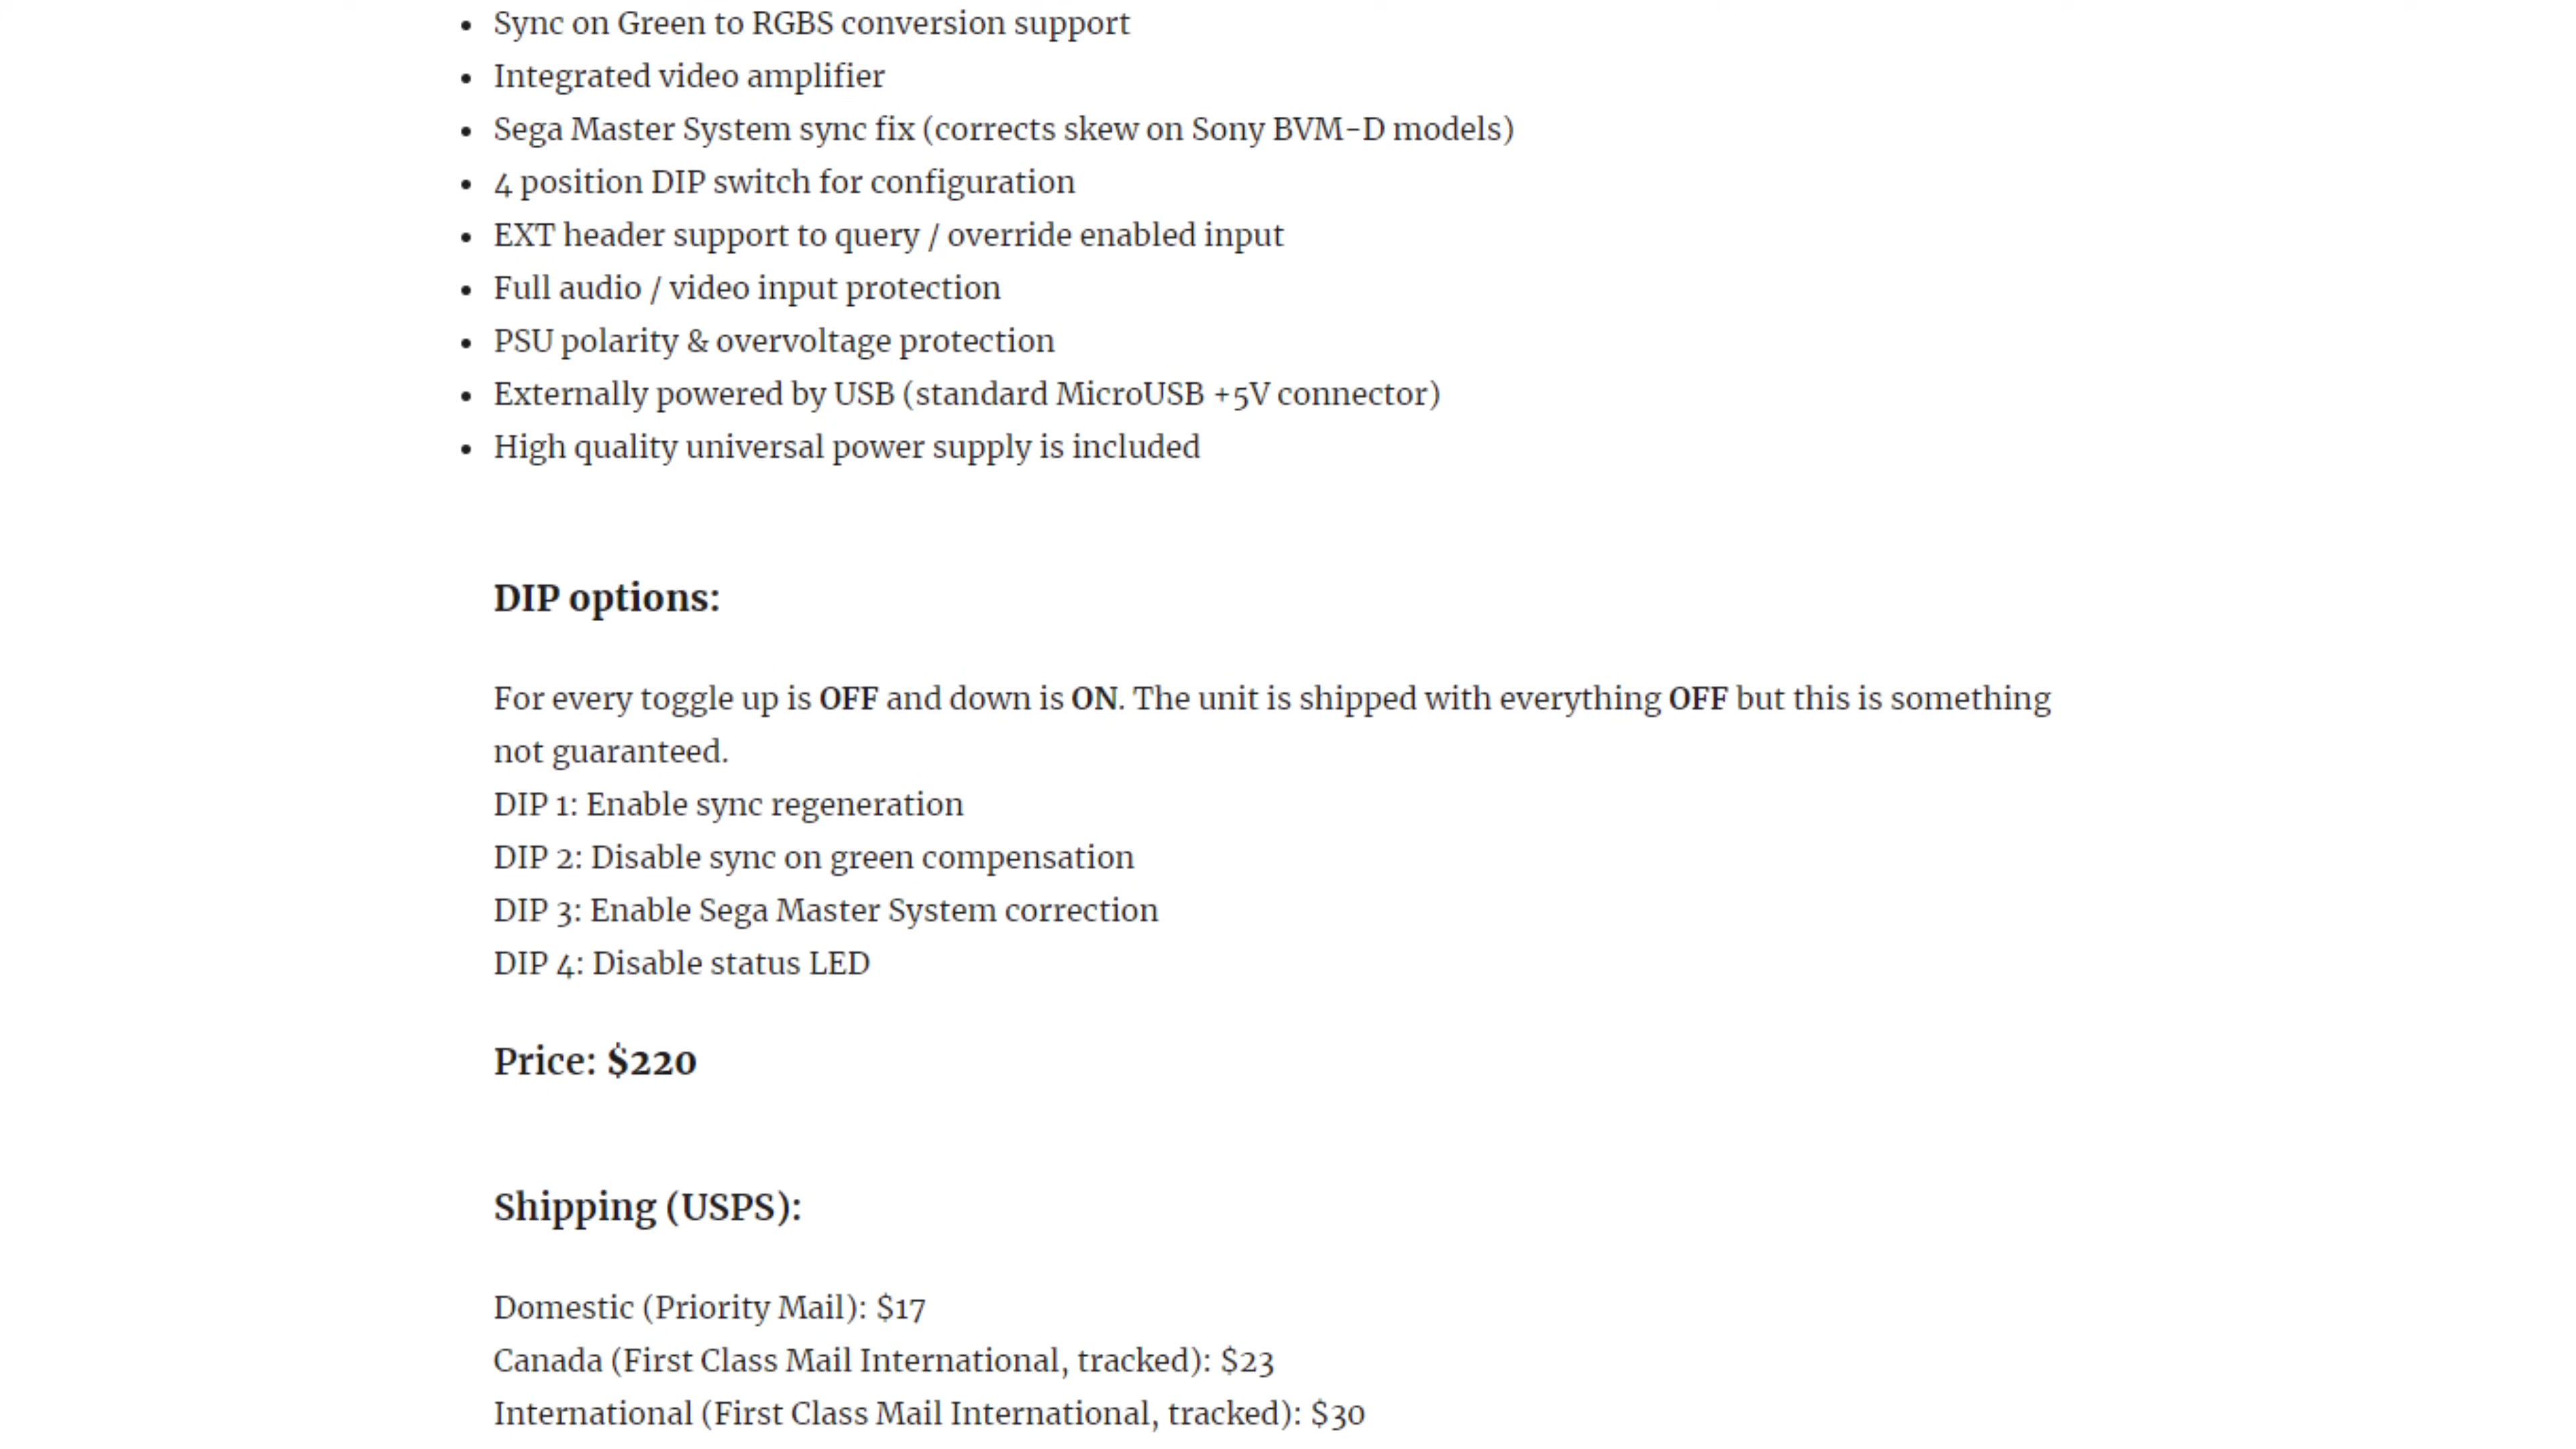 • Sync on Green to RGBS conversion support
• Integrated video amplifier
• Sega Master System sync fix (corrects skew on Sony BVM-D models)
• 4 position DIP switch for configuration
• EXT header support to query / override enabled input
• Full audio / video input protection
• PSU polarity & overvoltage protection
• Externally powered by USB (standard MicroUSB +5V connector)
• High quality universal power supply is included
DIP options:
For every toggle up is OFF and down is ON. The unit is shipped with everything OFF but this is something
not guaranteed.
DIP 1: Enable sync regeneration
DIP 2: Disable sync on green compensation
DIP 3: Enable Sega Master System correction
DIP 4: Disable status LED
Price: $220
Shipping (USPS):
Domestic (Priority Mail): $17
Canada (First Class Mail International, tracked): $23
International (First Class Mail International, tracked): $30